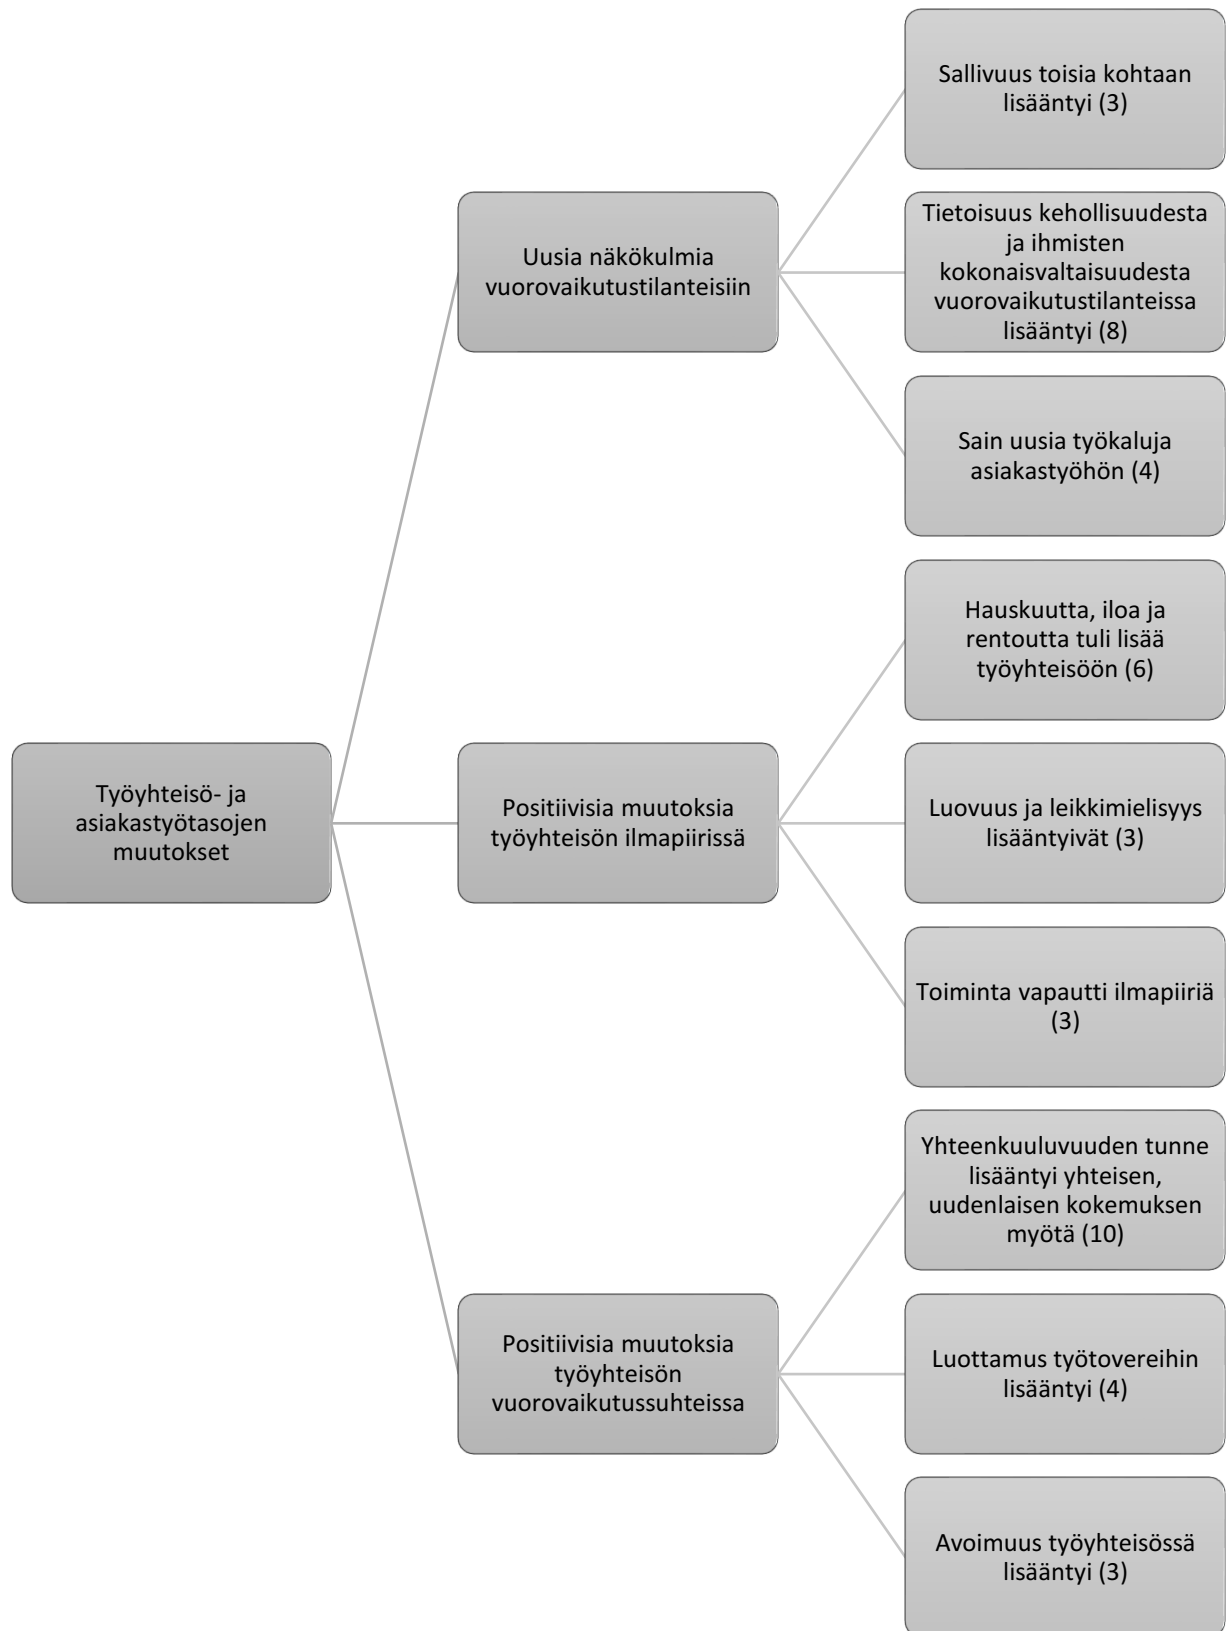 Työyhteisö- ja
asiakastyötasojen
muutokset
Uusia näkökulmia
vuorovaikutustilanteisiin
Sallivuus toisia kohtaan
lisääntyi (3)
Tietoisuus kehollisuudesta
ja ihmisten
kokonaisvaltaisuudesta
vuorovaikutustilanteissa
lisääntyi (8)
Sain uusia työkaluja
asiakastyöhön (4)
Positiivisia muutoksia
työyhteisön ilmapiirissä
Hauskuutta, iloa ja
rentoutta tuli lisää
työyhteisöön (6)
Luovuus ja leikkimielisyys
lisääntyivät (3)
Toiminta vapautti ilmapiiriä
(3)
Positiivisia muutoksia
työyhteisön
vuorovaikutussuhteissa
Yhteenkuuluvuuden tunne
lisääntyi yhteisen,
uudenlaisen kokemuksen
myötä (10)
Luottamus työtovereihin
lisääntyi (4)
Avoimuus työyhteisössä
lisääntyi (3)